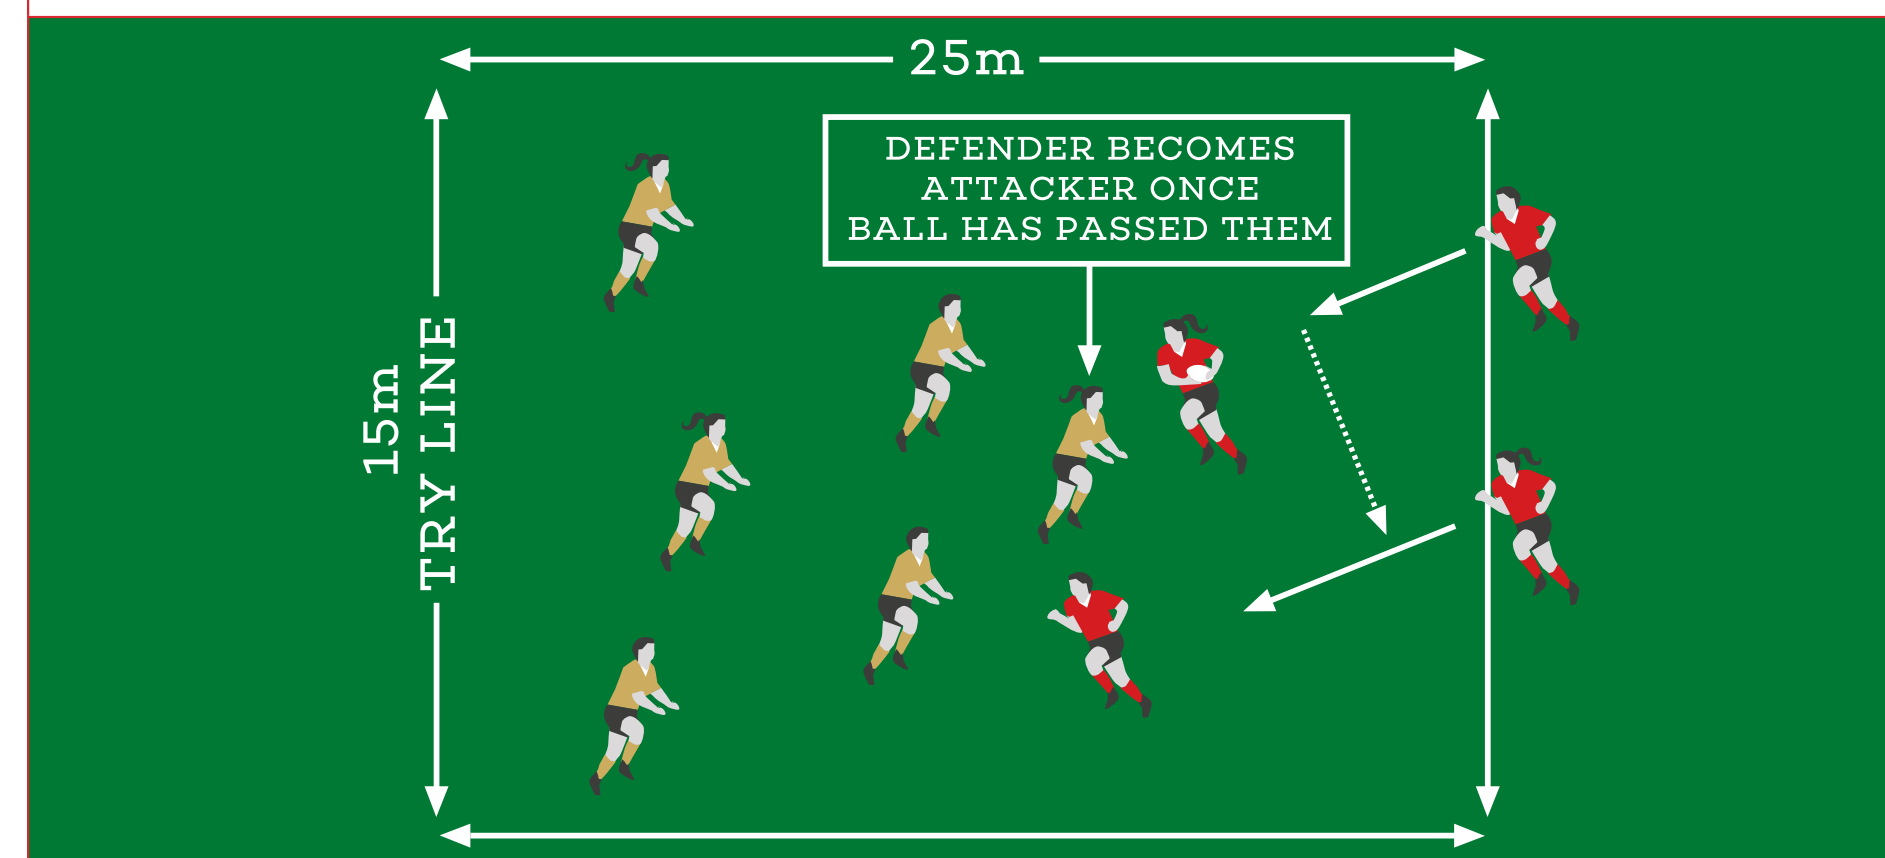 25m
DEFENDER BECOMES
ATTACKER ONCE
BALL HAS PASSED THEM
15m
TRY LINE